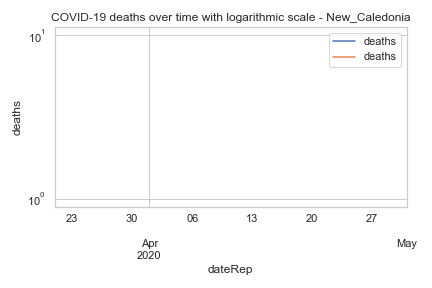 COVID-19 deaths over time with logarithmic scale - New_Caledonia
10¹
deaths
deaths
deaths
10⁰
23 30 06 13 20 27
Apr May
2020
dateRep